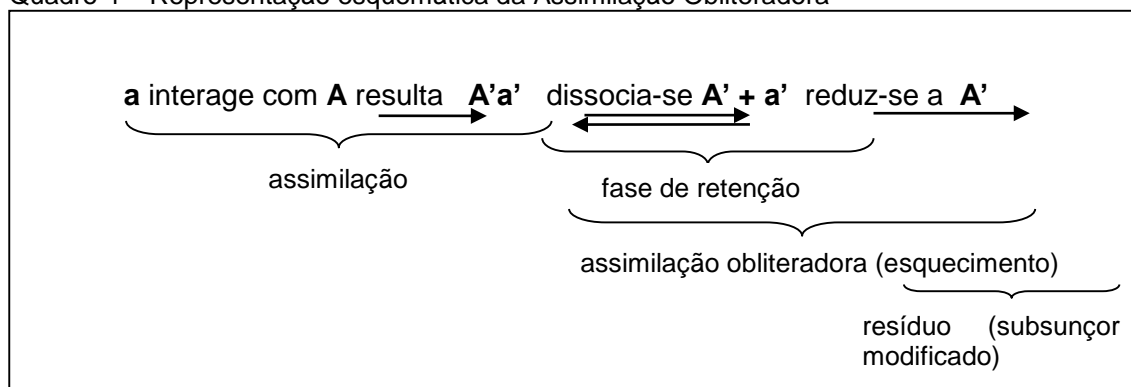 Quadro 1 – Representação esquemática da Assimilação Obliteradora
a interage com A resulta A’a’ dissocia-se A’ + a’ reduz-se a A’
assimilação
fase de retenção
assimilação obliteradora (esquecimento)
resíduo (subsunçor
modificado)